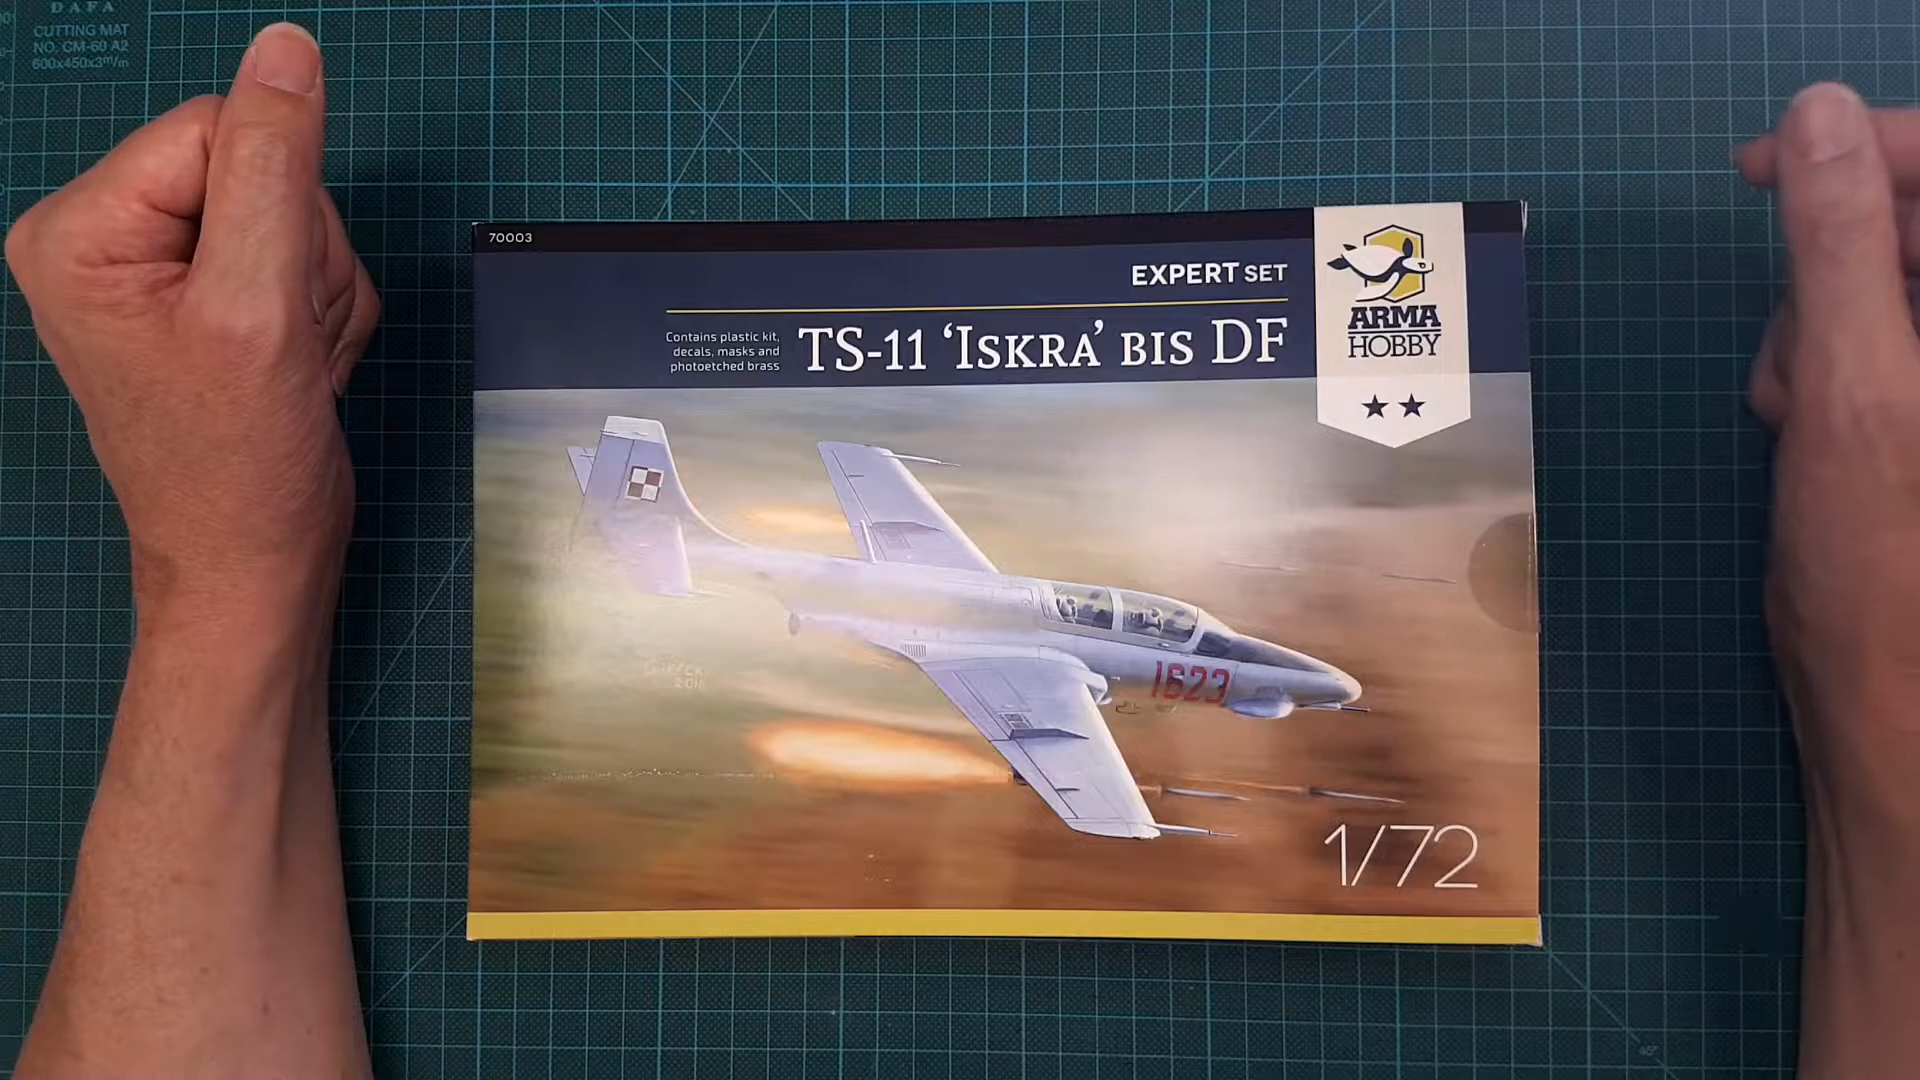 DAFA
CUTTING MAT
NO. CM-60 A2
600x450x3m/m
70003
EXPERT SET
Contains plastic kit,
decals, masks and
photoetched brass
TS-11 ‘ISKRA’ BIS DF
ARMA
HOBBY
1623
1/72